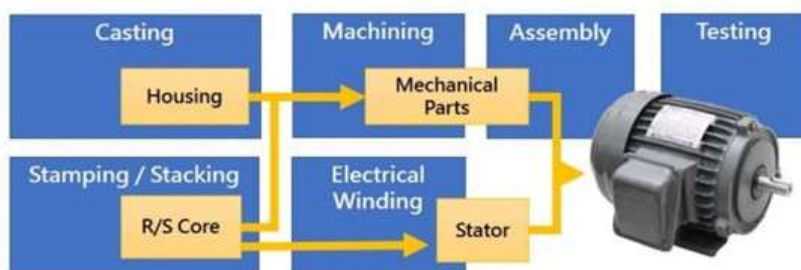 Casting
Machining
Assembly
Testing
Housing
Mechanical
Parts
Stamping / Stacking
Electrical
Winding
R/S Core
Stator